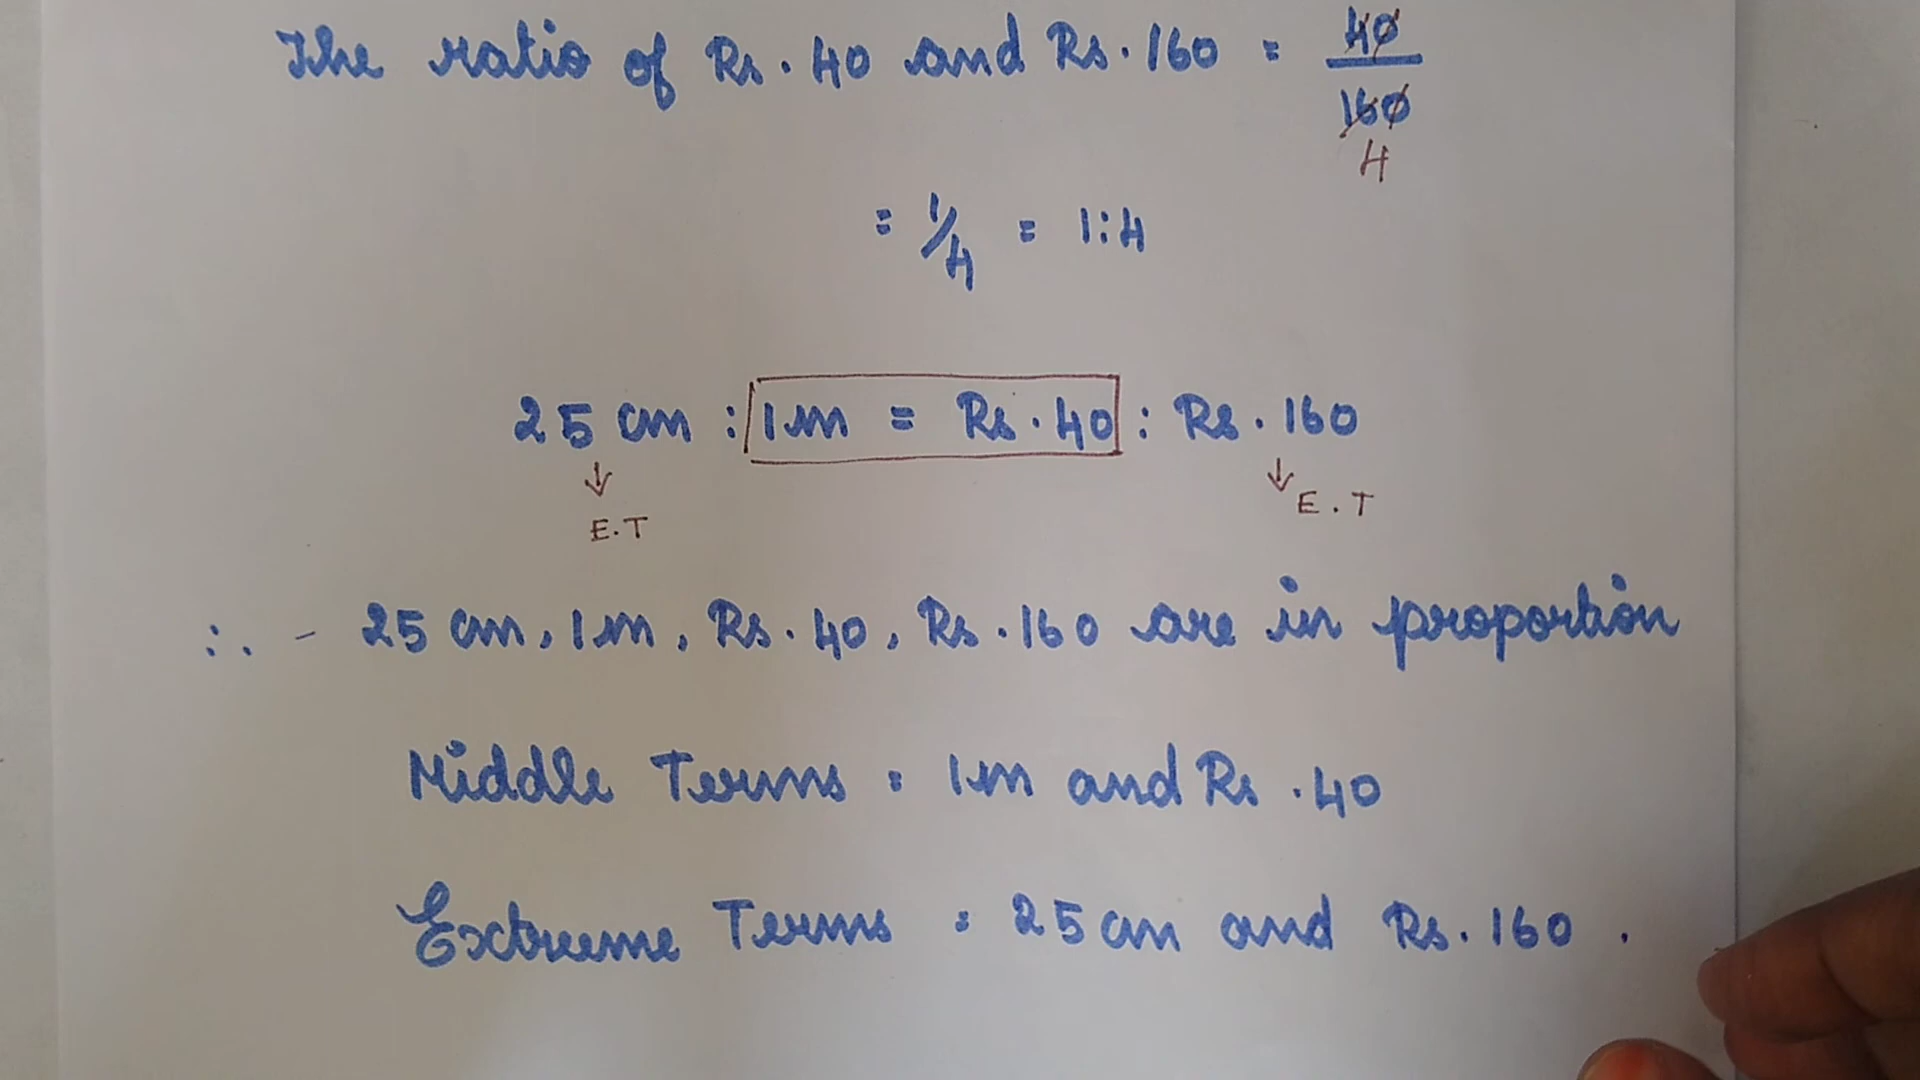 The ratio of Rs. 40 and Rs. 160 = 40/160
4
= 1/4 = 1:4
25 cm : 1m = Rs. 40 : Rs. 160
↓ ↓
E.T E.T
∴ - 25 cm, 1m, Rs. 40, Rs. 160 are in proportion
Middle Terms = 1m and Rs. 40
Extreme Terms = 25 cm and Rs. 160.